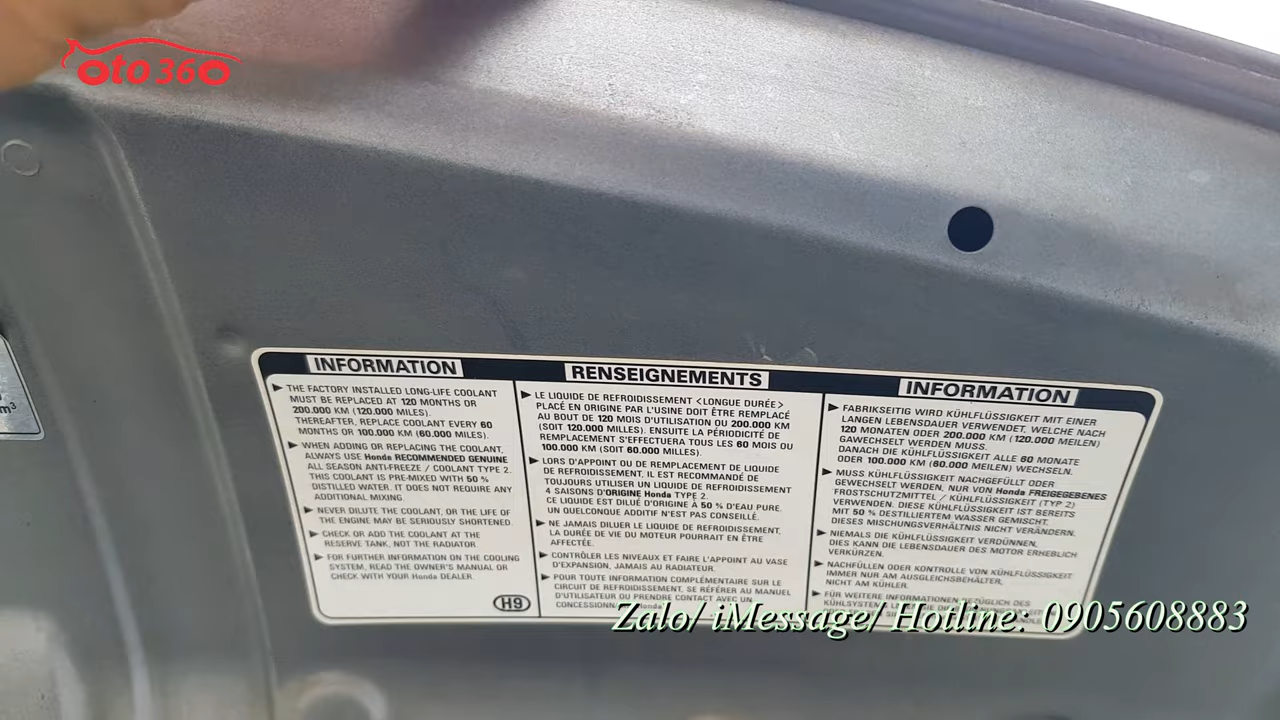 oto360
INFORMATION
► THE FACTORY INSTALLED LONG-LIFE COOLANT
MUST BE REPLACED AT 120 MONTHS OR
200.000 KM (120.000 MILES).
THEREAFTER, REPLACE COOLANT EVERY 60
MONTHS OR 100.000 KM (60.000 MILES).
► WHEN ADDING OR REPLACING THE COOLANT,
ALWAYS USE Honda RECOMMENDED GENUINE
ALL SEASON ANTI-FREEZE / COOLANT TYPE 2.
THIS COOLANT IS PRE-MIXED WITH 50 %
DISTILLED WATER. IT DOES NOT REQUIRE ANY
ADDITIONAL MIXING.
► NEVER DILUTE THE COOLANT, OR THE LIFE OF
THE ENGINE MAY BE SERIOUSLY SHORTENED.
► CHECK OR ADD THE COOLANT AT THE
RESERVE TANK, NOT THE RADIATOR.
► FOR FURTHER INFORMATION ON THE COOLING
SYSTEM, READ THE OWNER'S MANUAL OR
CHECK WITH YOUR Honda DEALER.
H9
RENSEIGNEMENTS
► LE LIQUIDE DE REFROIDISSEMENT <LONGUE DURÉE>
PLACÉ EN ORIGINE PAR L'USINE DOIT ÊTRE REMPLACÉ
AU BOUT DE 120 MOIS D'UTILISATION OU 200.000 KM
(SOIT 120.000 MILLES). ENSUITE LA PÉRIODICITÉ DE
REMPLACEMENT S'EFFECTUERA TOUS LES 60 MOIS OU
100.000 KM (SOIT 60.000 MILLES).
► LORS D'APPOINT OU DE REMPLACEMENT DE LIQUIDE
DE REFROIDISSEMENT, IL EST RECOMMANDÉ DE
TOUJOURS UTILISER UN LIQUIDE DE REFROIDISSEMENT
4 SAISONS D'ORIGINE Honda TYPE 2.
CE LIQUIDE EST DILUÉ D'ORIGINE À 50 % D'EAU PURE.
UN QUELCONQUE ADDITIF N'EST PAS CONSEILLÉ.
► NE JAMAIS DILUER LE LIQUIDE DE REFROIDISSEMENT,
LA DURÉE DE VIE DU MOTEUR POURRAIT EN ÊTRE
AFFECTÉE.
► CONTRÔLER LES NIVEAUX ET FAIRE L'APPOINT AU VASE
D'EXPANSION, JAMAIS AU RADIATEUR.
► POUR TOUTE INFORMATION COMPLÉMENTAIRE SUR LE
CIRCUIT DE REFROIDISSEMENT, SE RÉFÉRER AU MANUEL
D'UTILISATEUR OU PRENDRE CONTACT AVEC UN
INFORMATION
► FABRIKSEITIG WIRD KÜHLFLÜSSIGKEIT MIT EINER
LANGEN LEBENSDAUER VERWENDET, WELCHE NACH
120 MONATEN ODER 200.000 KM (120.000 MEILEN)
GAWECHSELT WERDEN MUSS.
DANACH DIE KÜHLFLÜSSIGKEIT ALLE 60 MONATE
ODER 100.000 KM (60.000 MEILEN) WECHSELN.
► MUSS KÜHLFLÜSSIGKEIT NACHGEFÜLLT ODER
GEWECHSELT WERDEN, NUR VON Honda FREIGEGEBENES
FROSTSCHUTZMITTEL / KÜHLFLÜSSIGKEIT (TYP 2)
VERWENDEN. DIESE KÜHLFLÜSSIGKEIT IST BEREITS
MIT 50 % DESTILLIERTEM WASSER GEMISCHT.
DIESES MISCHUNGSVERHÄLTNIS NICHT VERÄNDERN.
► NIEMALS DIE KÜHLFLÜSSIGKEIT VERDÜNNEN,
DIES KANN DIE LEBENSDAUER DES MOTOR ERHEBLICH
VERKÜRZEN.
► NACHFÜLLEN ODER KONTROLLE VON KÜHLFLÜSSIGKEIT
IMMER NUR AM AUSGLEICHSBEHÄLTER,
NICHT AM KÜHLER.
► FÜR WEITERE INFORMATIONEN BEZÜGLICH DES
Zalo/ iMessage/ Hotline: 0905608883